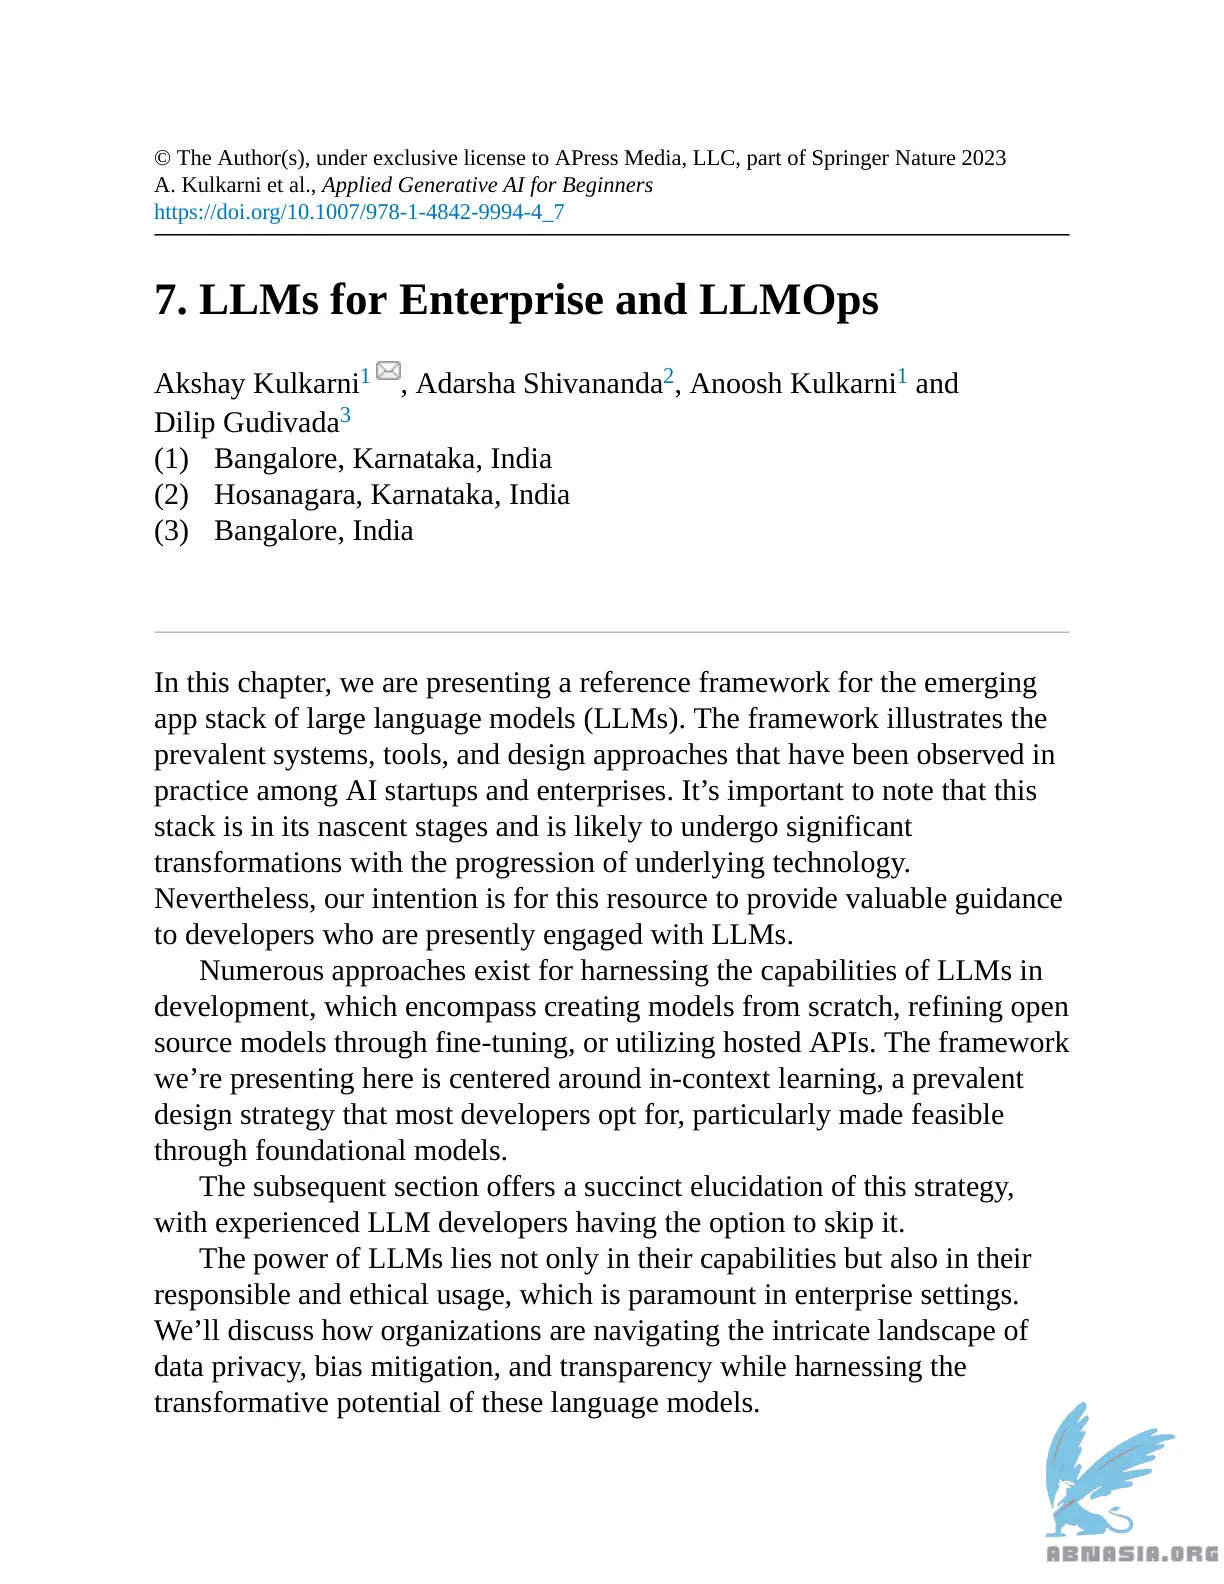 © The Author(s), under exclusive license to APress Media, LLC, part of Springer Nature 2023
A. Kulkarni et al., Applied Generative AI for Beginners
https://doi.org/10.1007/978-1-4842-9994-4_7
7. LLMs for Enterprise and LLMOps
Akshay Kulkarni1 , Adarsha Shivananda2, Anoosh Kulkarni1 and
Dilip Gudivada3
(1) Bangalore, Karnataka, India
(2) Hosanagara, Karnataka, India
(3) Bangalore, India
In this chapter, we are presenting a reference framework for the emerging
app stack of large language models (LLMs). The framework illustrates the
prevalent systems, tools, and design approaches that have been observed in
practice among AI startups and enterprises. It’s important to note that this
stack is in its nascent stages and is likely to undergo significant
transformations with the progression of underlying technology.
Nevertheless, our intention is for this resource to provide valuable guidance
to developers who are presently engaged with LLMs.
Numerous approaches exist for harnessing the capabilities of LLMs in
development, which encompass creating models from scratch, refining open
source models through fine-tuning, or utilizing hosted APIs. The framework
we’re presenting here is centered around in-context learning, a prevalent
design strategy that most developers opt for, particularly made feasible
through foundational models.
The subsequent section offers a succinct elucidation of this strategy,
with experienced LLM developers having the option to skip it.
The power of LLMs lies not only in their capabilities but also in their
responsible and ethical usage, which is paramount in enterprise settings.
We’ll discuss how organizations are navigating the intricate landscape of
data privacy, bias mitigation, and transparency while harnessing the
transformative potential of these language models.
ABNASIA.ORG